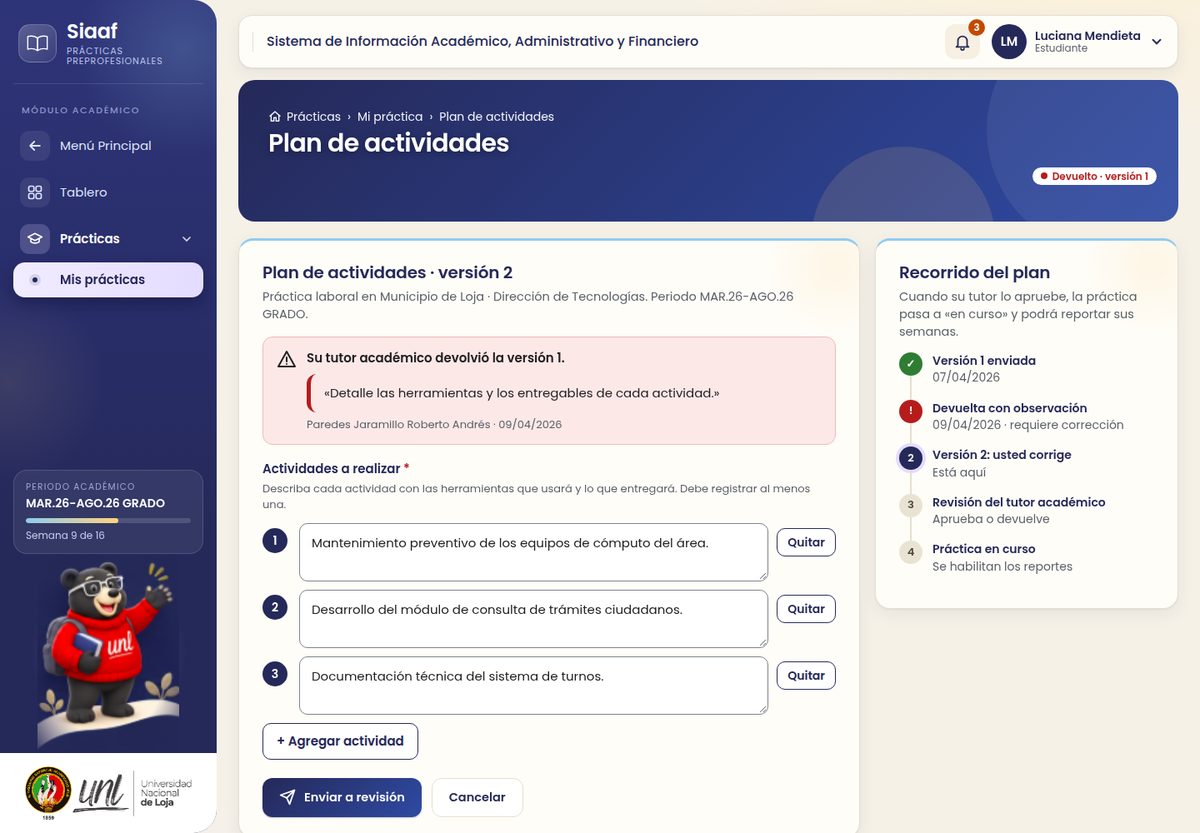 Siaaf
PRÁCTICAS
PREPROFESIONALES
MÓDULO ACADÉMICO
Menú Principal
Tablero
Prácticas
Mis prácticas
PERIODO ACADÉMICO
MAR.26-AGO.26 GRADO
Semana 9 de 16
unl
1859
unl
Universidad
Nacional
de Loja
Sistema de Información Académico, Administrativo y Financiero
3
LM
Luciana Mendieta
Estudiante
Prácticas › Mi práctica › Plan de actividades
Plan de actividades
Devuelto · versión 1
Plan de actividades · versión 2
Práctica laboral en Municipio de Loja · Dirección de Tecnologías. Periodo MAR.26-AGO.26
GRADO.
Su tutor académico devolvió la versión 1.
«Detalle las herramientas y los entregables de cada actividad.»
Paredes Jaramillo Roberto Andrés · 09/04/2026
Actividades a realizar *
Describa cada actividad con las herramientas que usará y lo que entregará. Debe registrar al menos
una.
1 Mantenimiento preventivo de los equipos de cómputo del área. Quitar
2 Desarrollo del módulo de consulta de trámites ciudadanos. Quitar
3 Documentación técnica del sistema de turnos. Quitar
+ Agregar actividad
Enviar a revisión Cancelar
Recorrido del plan
Cuando su tutor lo apruebe, la práctica
pasa a «en curso» y podrá reportar sus
semanas.
✓ Versión 1 enviada
07/04/2026
! Devuelta con observación
09/04/2026 · requiere corrección
2 Versión 2: usted corrige
Está aquí
3 Revisión del tutor académico
Aprueba o devuelve
4 Práctica en curso
Se habilitan los reportes